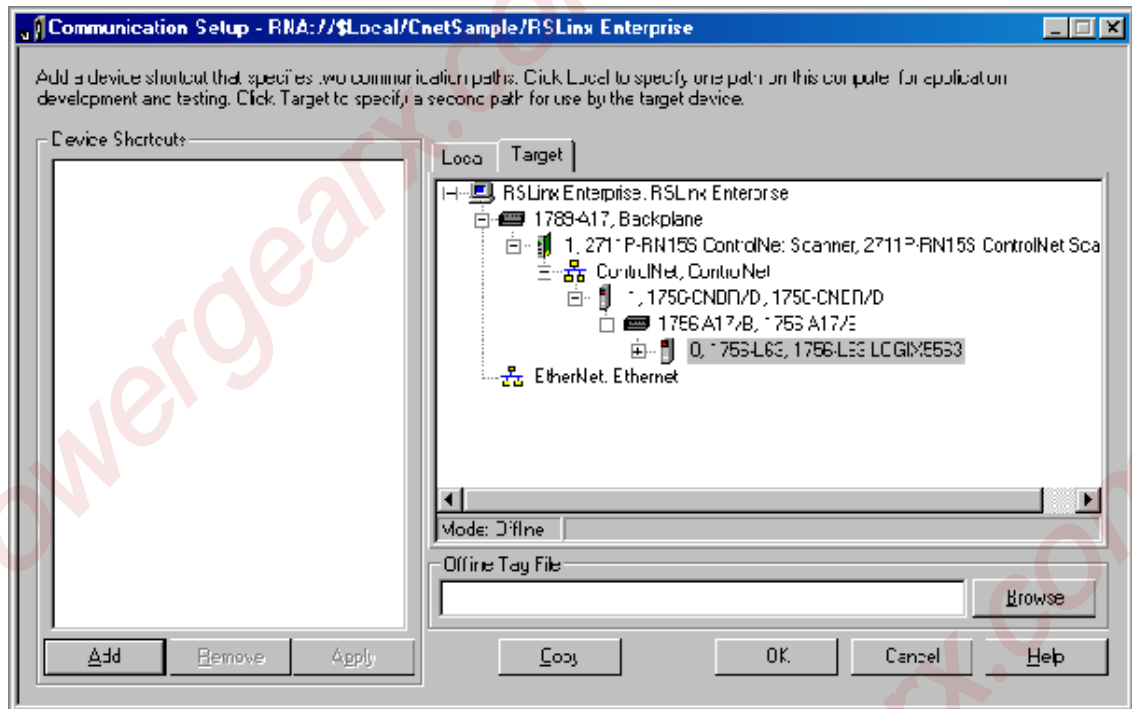 Communication Setup - RNA://$Local/CnetSample/RSLinx Enterprise
Add a device shortcut that specifies two communication paths. Click Local to specify one path on this computer for application
development and testing. Click Target to specify a second path for use by the target device.
Device Shortcuts
Local Target
RSLinx Enterprise, RSLinx Enterprise
1789-A17, Backplane
1, 2711P-RN15S ControlNet Scanner, 2711P-RN15S ControlNet Sca
ControlNet, ControlNet
1, 1756-CNBR/D, 1756-CNBR/D
1756-A17/B, 1756-A17/B
0, 1756-L63, 1756-L63 LOGIX5563
EtherNet, Ethernet
Mode: Offline
Offline Tag File
Browse
Add Remove Apply Copy OK Cancel Help
owergearx.com